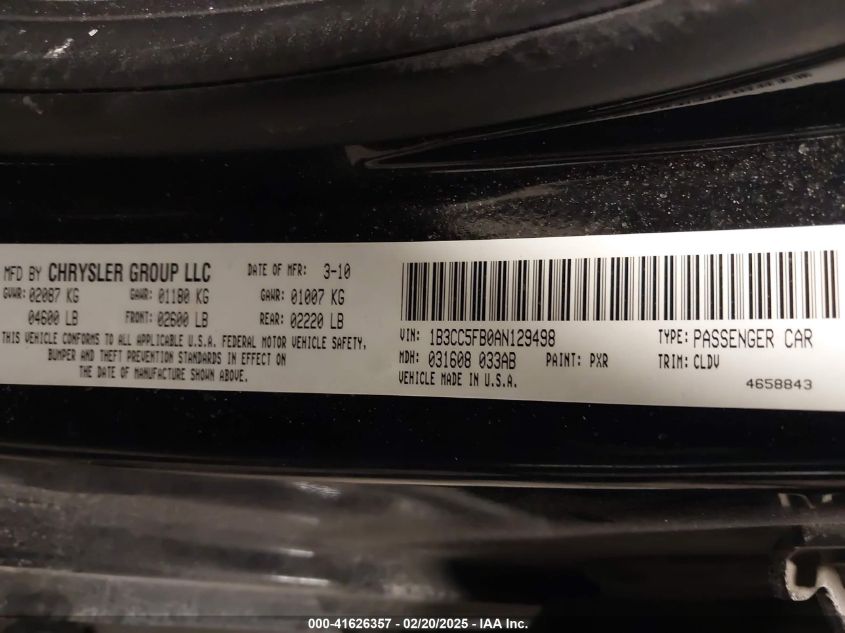 MFD BY CHRYSLER GROUP LLC DATE OF MFR: 3-10
GVWR: 02087 KG GAWR: 01180 KG GAWR: 01007 KG
04600 LB FRONT: 02600 LB REAR: 02220 LB
THIS VEHICLE CONFORMS TO ALL APPLICABLE U.S.A. FEDERAL MOTOR VEHICLE SAFETY,
BUMPER AND THEFT PREVENTION STANDARDS IN EFFECT ON
THE DATE OF MANUFACTURE SHOWN ABOVE.
VIN: 1B3CC5FB0AN129498 TYPE: PASSENGER CAR
MDH: 031608 033AB PAINT: PXR TRIM: CLDV
VEHICLE MADE IN U.S.A.
4658843
000-41626357 - 02/20/2025 - IAA Inc.